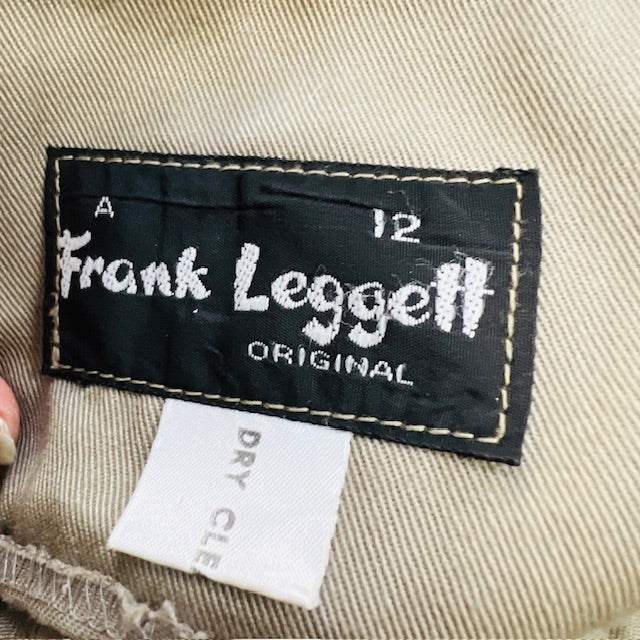 A 12
Frank Leggett
ORIGINAL
DRY CLE